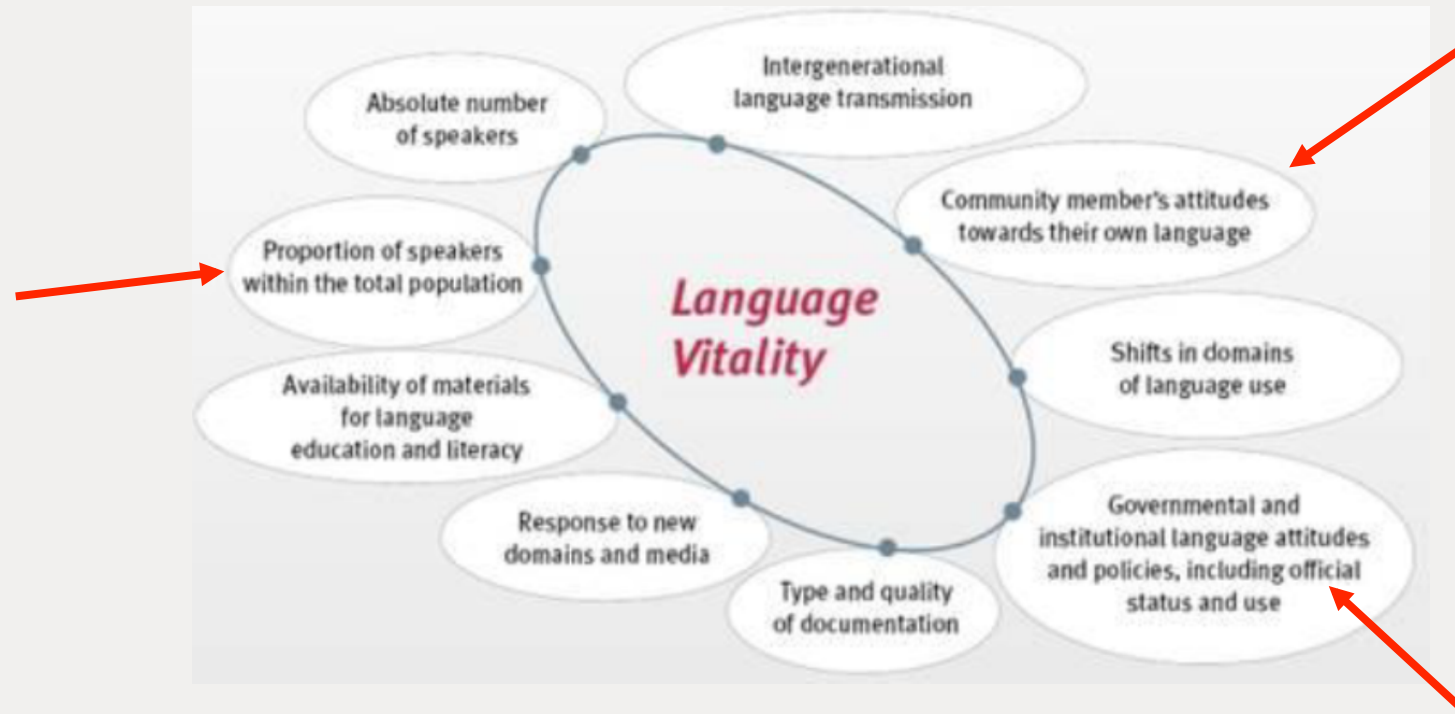 Intergenerational
language transmission
Absolute number
of speakers
Community member's attitudes
towards their own language
Proportion of speakers
within the total population
Language
Vitality
Shifts in domains
of language use
Availability of materials
for language
education and literacy
Governmental and
institutional language attitudes
and policies, including official
status and use
Response to new
domains and media
Type and quality
of documentation